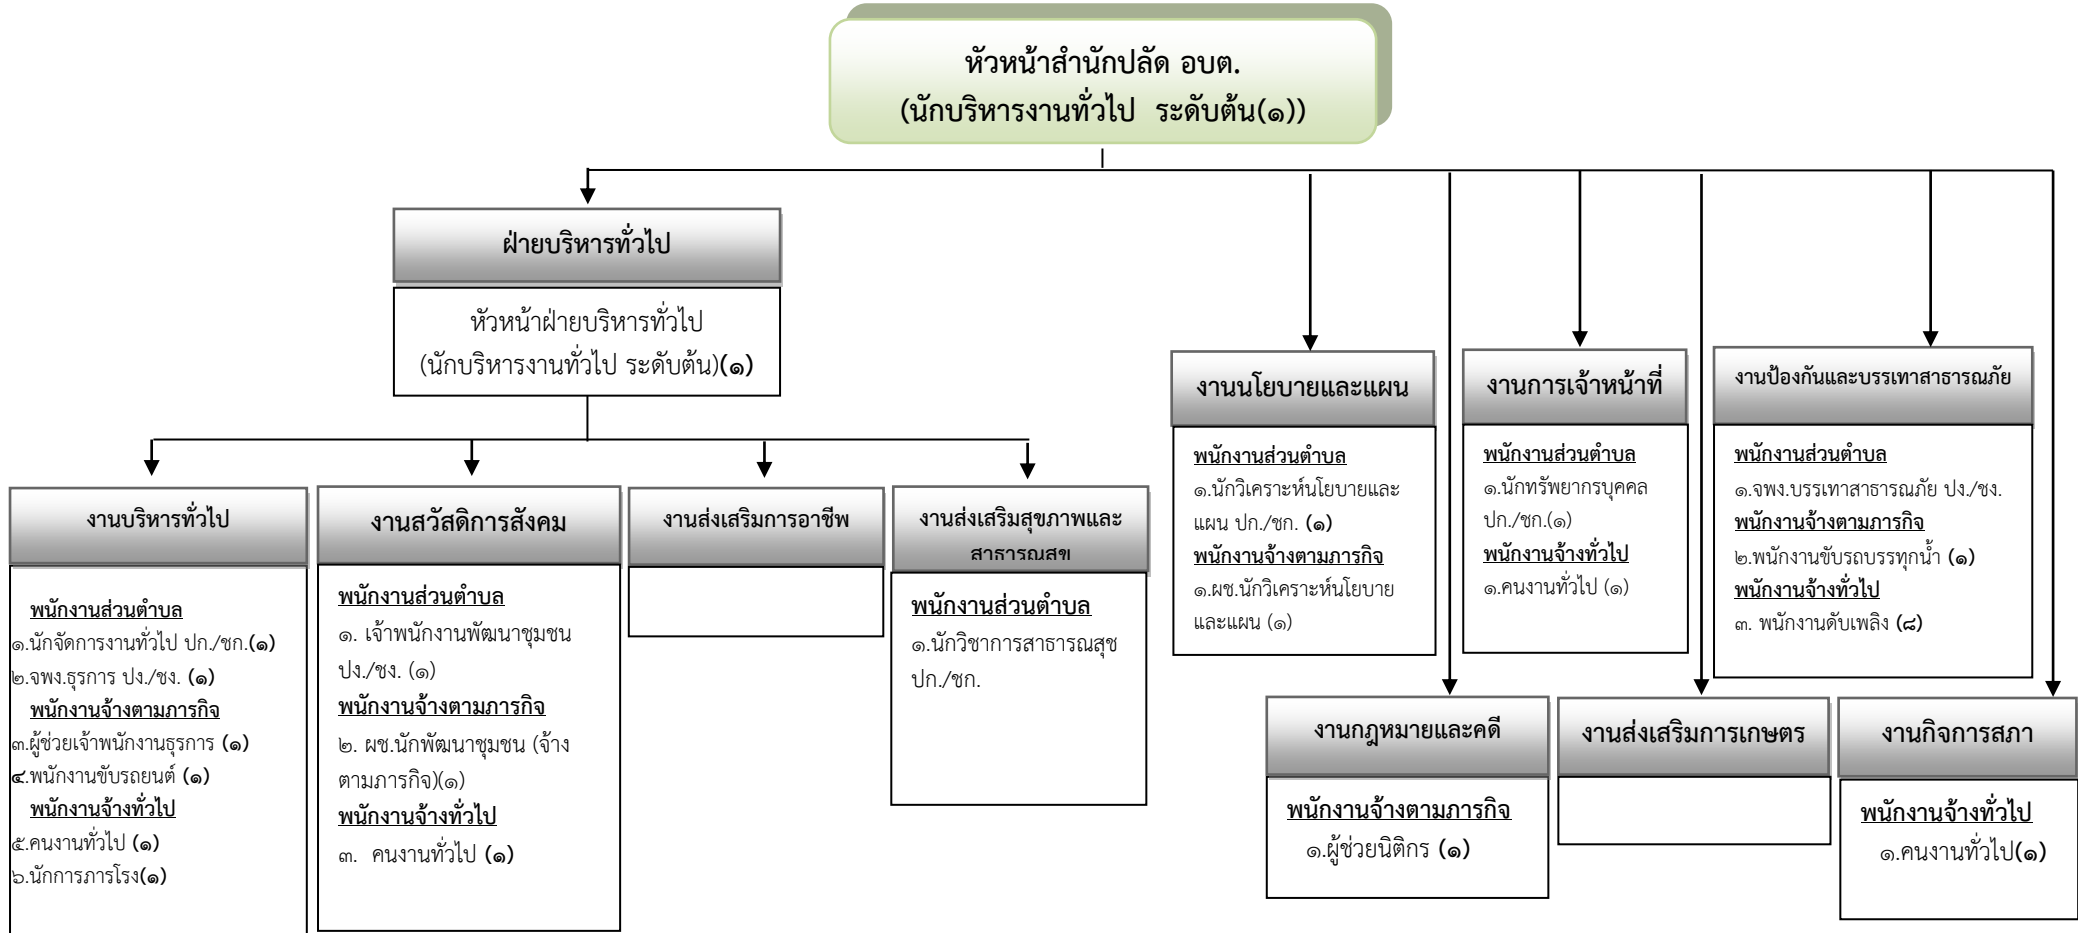 หัวหน้าสำนักปลัด อบต.
(นักบริหารงานทั่วไป ระดับต้น(๑))
ฝ่ายบริหารทั่วไป
หัวหน้าฝ่ายบริหารทั่วไป
(นักบริหารงานทั่วไป ระดับต้น)(๑)
งานบริหารทั่วไป
พนักงานส่วนตำบล
๑.นักจัดการงานทั่วไป ปก./ชก.(๑)
๒.จพง.ธุรการ ปง./ชง. (๑)
พนักงานจ้างตามภารกิจ
๓.ผู้ช่วยเจ้าพนักงานธุรการ (๑)
๔.พนักงานขับรถยนต์ (๑)
พนักงานจ้างทั่วไป
๕.คนงานทั่วไป (๑)
๖.นักการภารโรง(๑)
งานสวัสดิการสังคม
พนักงานส่วนตำบล
๑. เจ้าพนักงานพัฒนาชุมชน
ปง./ชง. (๑)
พนักงานจ้างตามภารกิจ
๒. ผช.นักพัฒนาชุมชน (จ้าง
ตามภารกิจ)(๑)
พนักงานจ้างทั่วไป
๓. คนงานทั่วไป (๑)
งานส่งเสริมการอาชีพ
งานส่งเสริมสุขภาพและ
สาธารณสุข
พนักงานส่วนตำบล
๑.นักวิชาการสาธารณสุช
ปก./ชก.
งานนโยบายและแผน
พนักงานส่วนตำบล
๑.นักวิเคราะห์นโยบายและ
แผน ปก./ชก. (๑)
พนักงานจ้างตามภารกิจ
๑.ผช.นักวิเคราะห์นโยบาย
และแผน (๑)
งานการเจ้าหน้าที่
พนักงานส่วนตำบล
๑.นักทรัพยากรบุคคล
ปก./ชก.(๑)
พนักงานจ้างทั่วไป
๑.คนงานทั่วไป (๑)
งานป้องกันและบรรเทาสาธารณภัย
พนักงานส่วนตำบล
๑.จพง.บรรเทาสาธารณภัย ปง./ชง.
พนักงานจ้างตามภารกิจ
๒.พนักงานขับรถบรรทุกน้ำ (๑)
พนักงานจ้างทั่วไป
๓. พนักงานดับเพลิง (๘)
งานกฎหมายและคดี
พนักงานจ้างตามภารกิจ
๑.ผู้ช่วยนิติกร (๑)
งานส่งเสริมการเกษตร
งานกิจการสภา
พนักงานจ้างทั่วไป
๑.คนงานทั่วไป(๑)